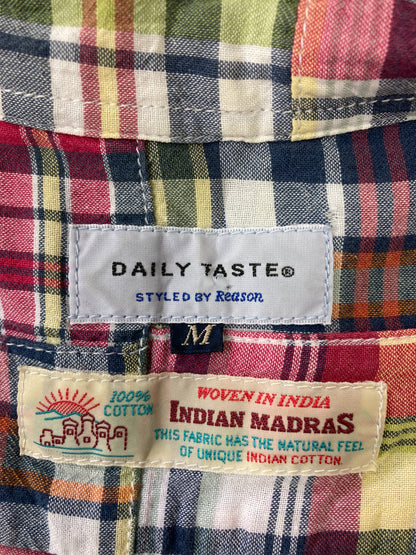 DAILY TASTE®
STYLED BY Reason
M
100%
COTTON
WOVEN IN INDIA
INDIAN MADRAS
THIS FABRIC HAS THE NATURAL FEEL
OF UNIQUE INDIAN COTTON.